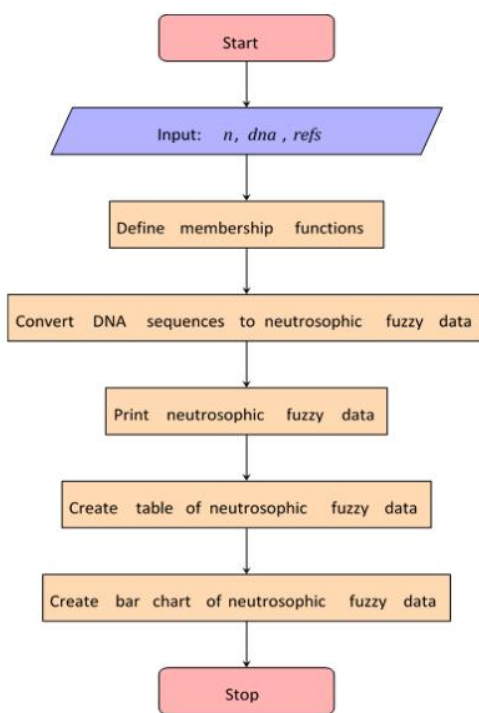 Start
Input: n, dna , refs
Define membership functions
Convert DNA sequences to neutrosophic fuzzy data
Print neutrosophic fuzzy data
Create table of neutrosophic fuzzy data
Create bar chart of neutrosophic fuzzy data
Stop